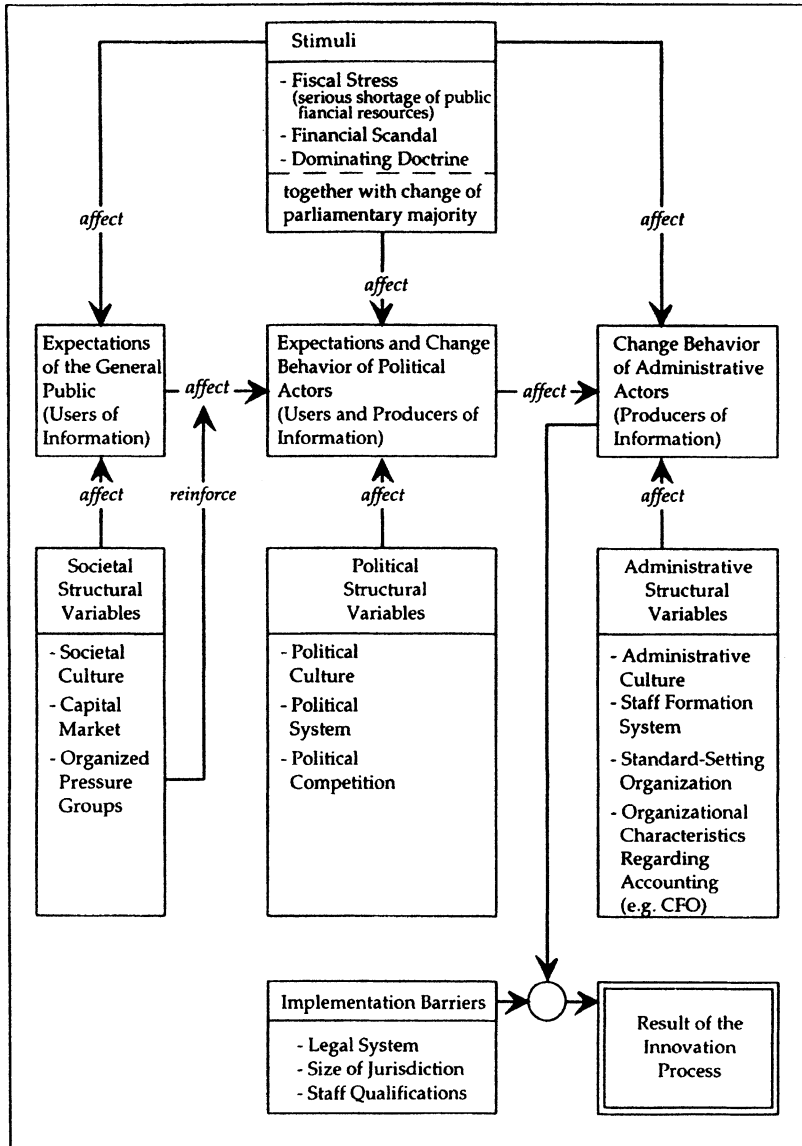 Stimuli
- Fiscal Stress
(serious shortage of public
fiancial resources)
- Financial Scandal
- Dominating Doctrine
together with change of
parliamentary majority
affect
affect
affect
Expectations
of the General
Public
(Users of
Information)
affect
Expectations and Change
Behavior of Political
Actors
(Users and Producers of
Information)
affect
Change Behavior
of Administrative
Actors
(Producers of
Information)
affect
reinforce
affect
affect
Societal
Structural
Variables
- Societal
Culture
- Capital
Market
- Organized
Pressure
Groups
Political
Structural
Variables
- Political
Culture
- Political
System
- Political
Competition
Administrative
Structural
Variables
- Administrative
Culture
- Staff Formation
System
- Standard-Setting
Organization
- Organizational
Characteristics
Regarding
Accounting
(e.g. CFO)
Implementation Barriers
- Legal System
- Size of Jurisdiction
- Staff Qualifications
Result of the
Innovation
Process